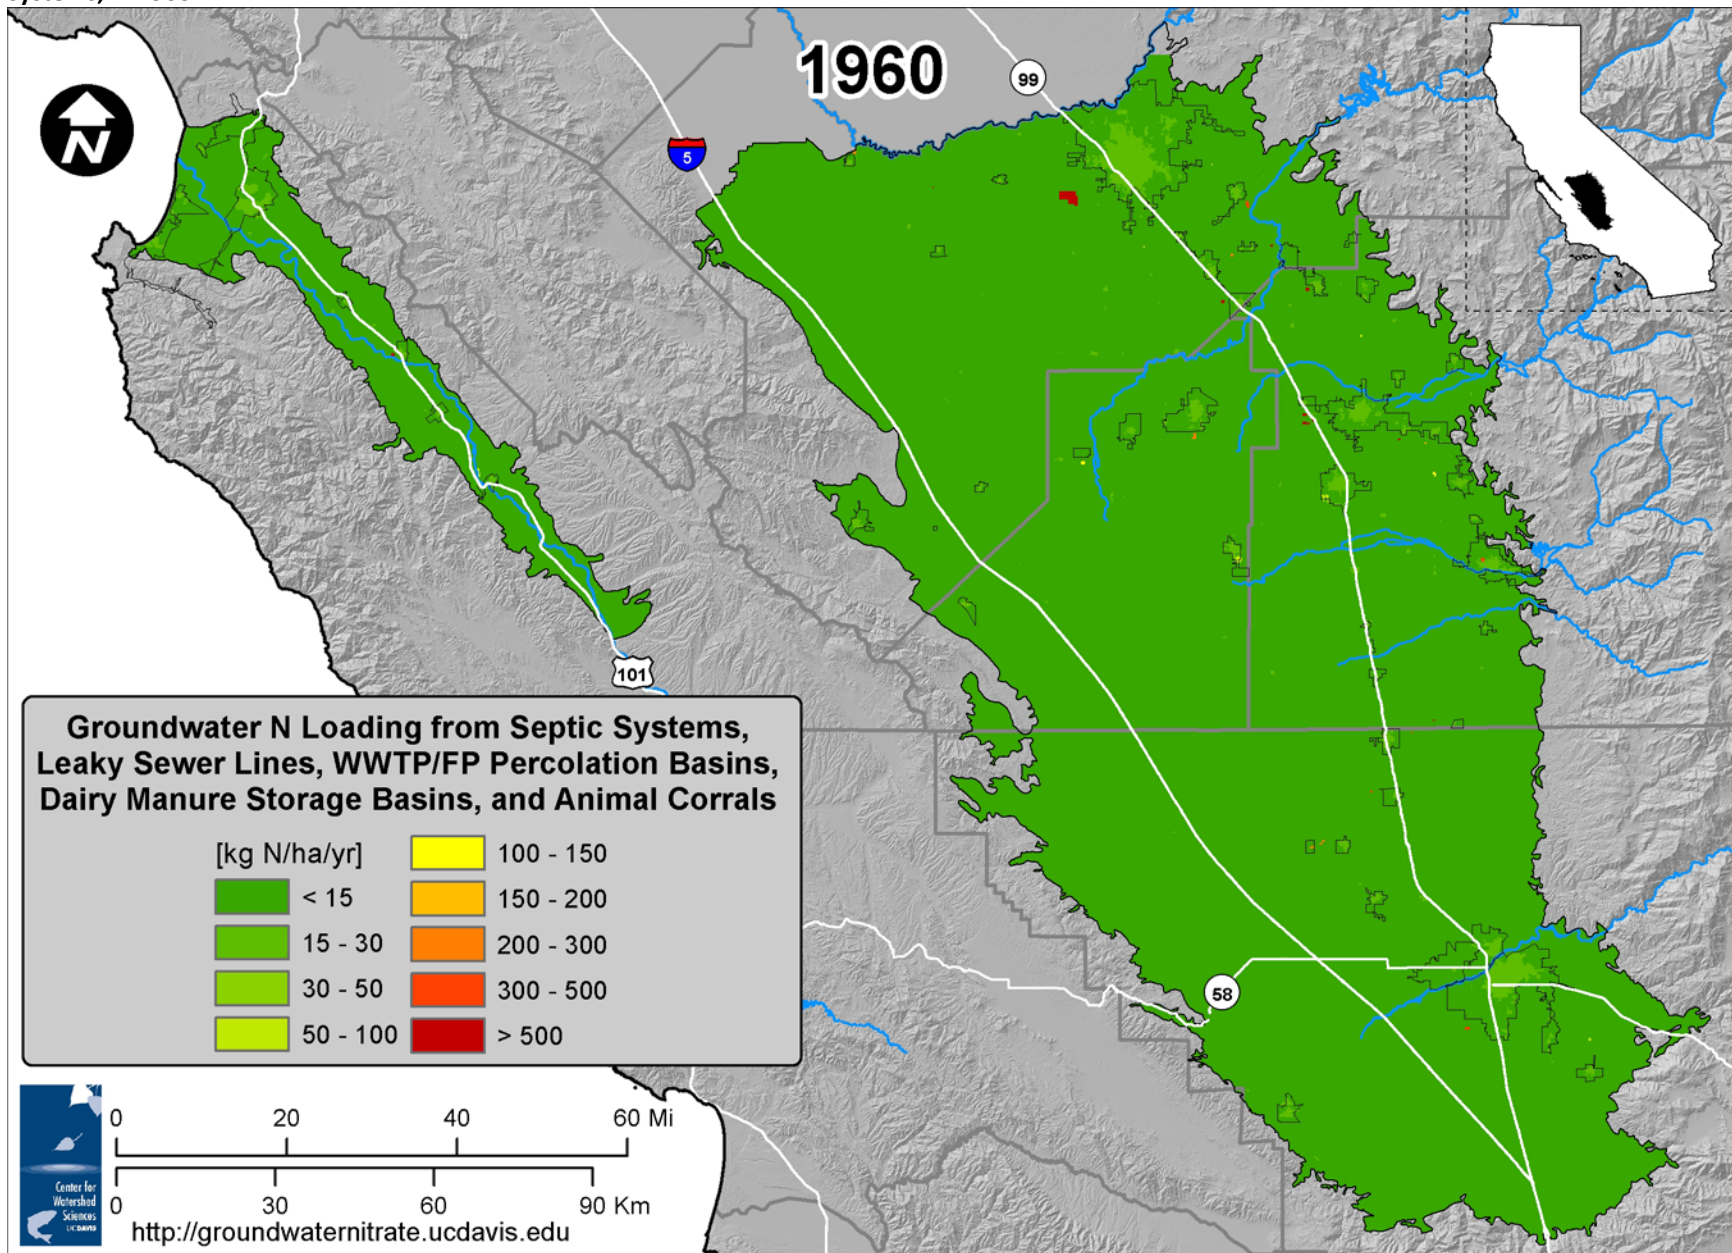 1960
99
N
5
101
Groundwater N Loading from Septic Systems,
Leaky Sewer Lines, WWTP/FP Percolation Basins,
Dairy Manure Storage Basins, and Animal Corrals
[kg N/ha/yr]
< 15
15 - 30
30 - 50
50 - 100
100 - 150
150 - 200
200 - 300
300 - 500
> 500
58
0 20 40 60 Mi
0 30 60 90 Km
Center for
Watershed
Sciences
UC DAVIS
http://groundwaternitrate.ucdavis.edu